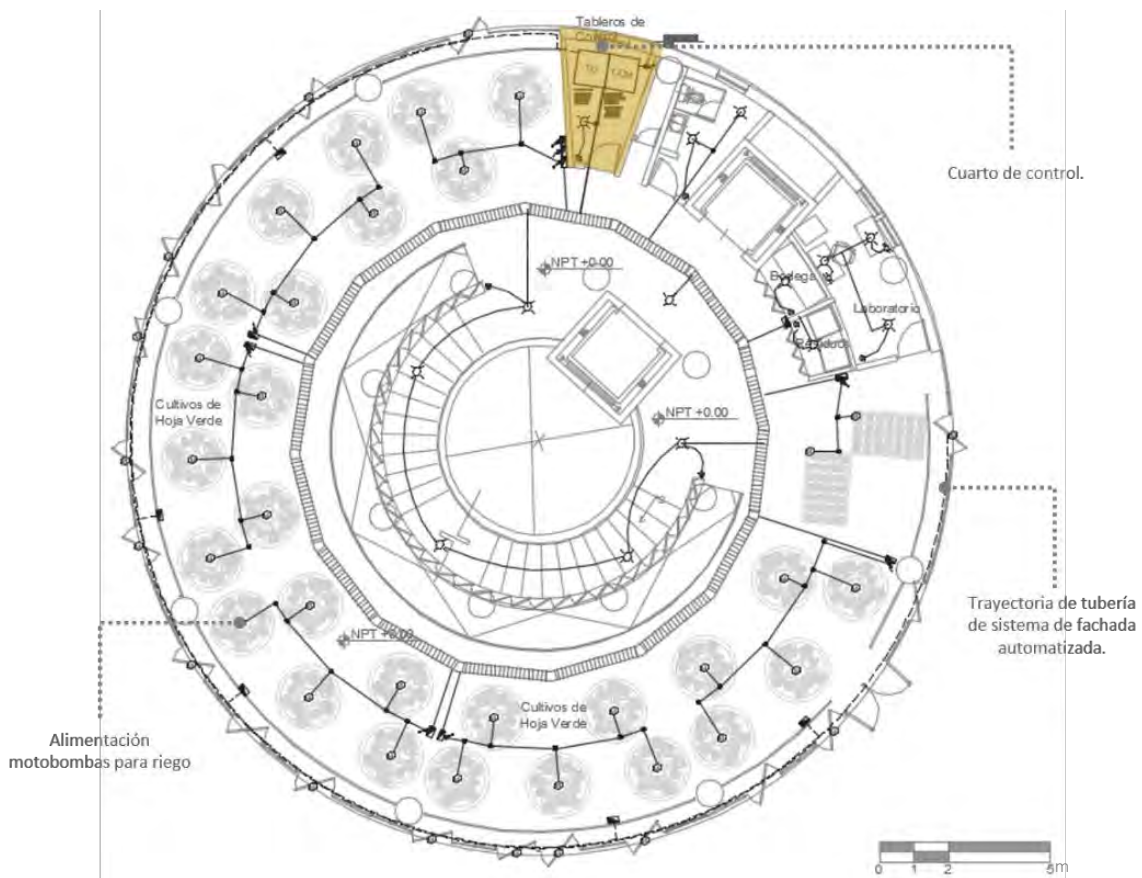 Tableros de
Control
Cuarto de control.
NPT +0.00
Bodega
Laboratorio
Cultivos de
Hoja Verde
NPT +0.00
Trayectoria de tubería
de sistema de fachada
automatizada.
NPT +0.00
Cultivos de
Hoja Verde
Alimentación
motobombas para riego
0 1 2 5m